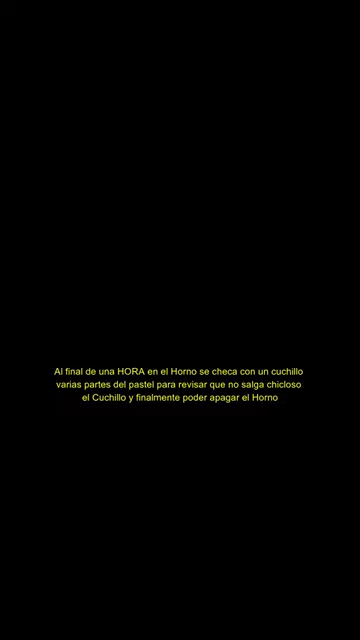 Al final de una HORA en el Horno se checa con un cuchillo
varias partes del pastel para revisar que no salga chicloso
el Cuchillo y finalmente poder apagar el Horno